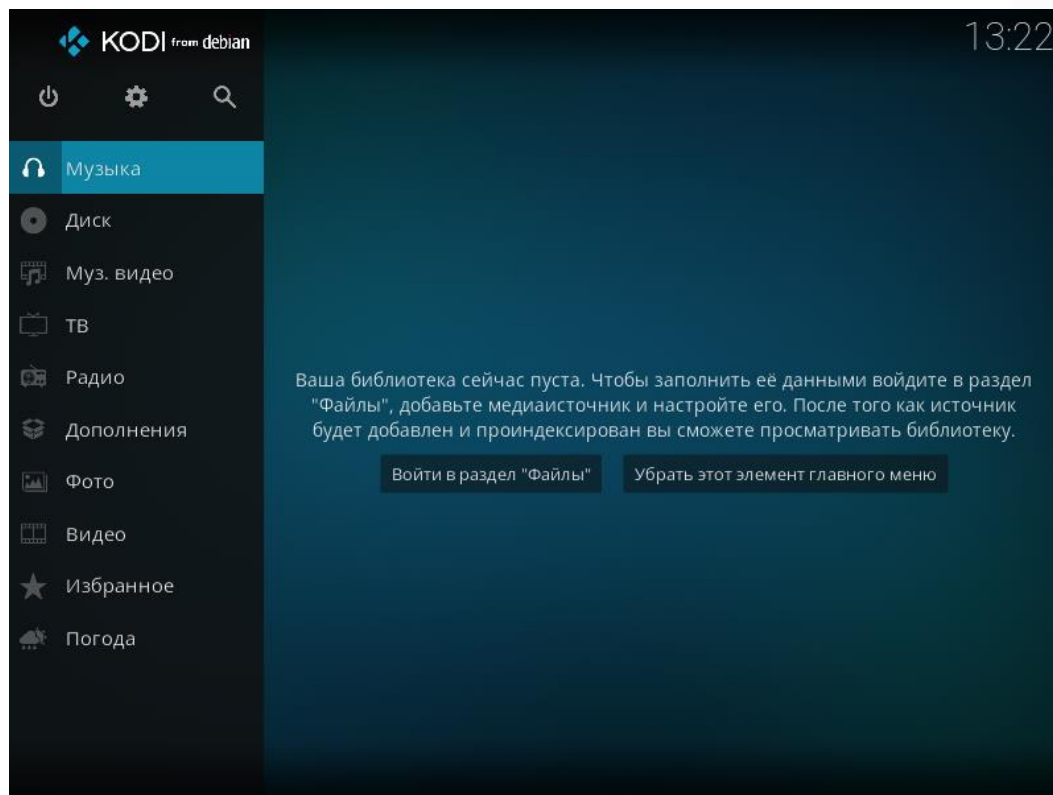 KODI from debian
13:22
Музыка
Диск
Муз. видео
ТВ
Радио
Дополнения
Фото
Видео
Избранное
Погода
Ваша библиотека сейчас пуста. Чтобы заполнить её данными войдите в раздел
"Файлы", добавьте медиаисточник и настройте его. После того как источник
будет добавлен и проиндексирован вы сможете просматривать библиотеку.
Войти в раздел "Файлы"
Убрать этот элемент главного меню